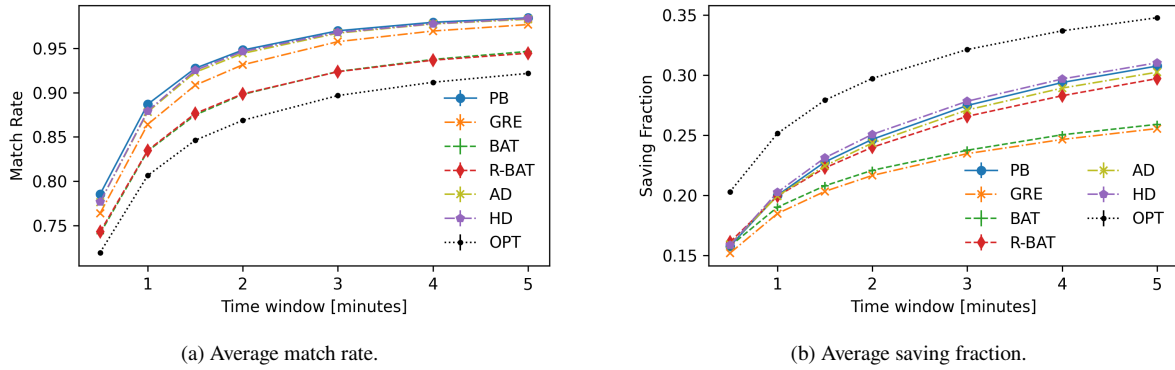 0.95
0.90
0.85
0.80
0.75
Match Rate
1 2 3 4 5
Time window [minutes]
PB
GRE
BAT
R-BAT
AD
HD
OPT
(a) Average match rate.
0.35
0.30
0.25
0.20
0.15
Saving Fraction
1 2 3 4 5
Time window [minutes]
PB
GRE
BAT
R-BAT
AD
HD
OPT
(b) Average saving fraction.